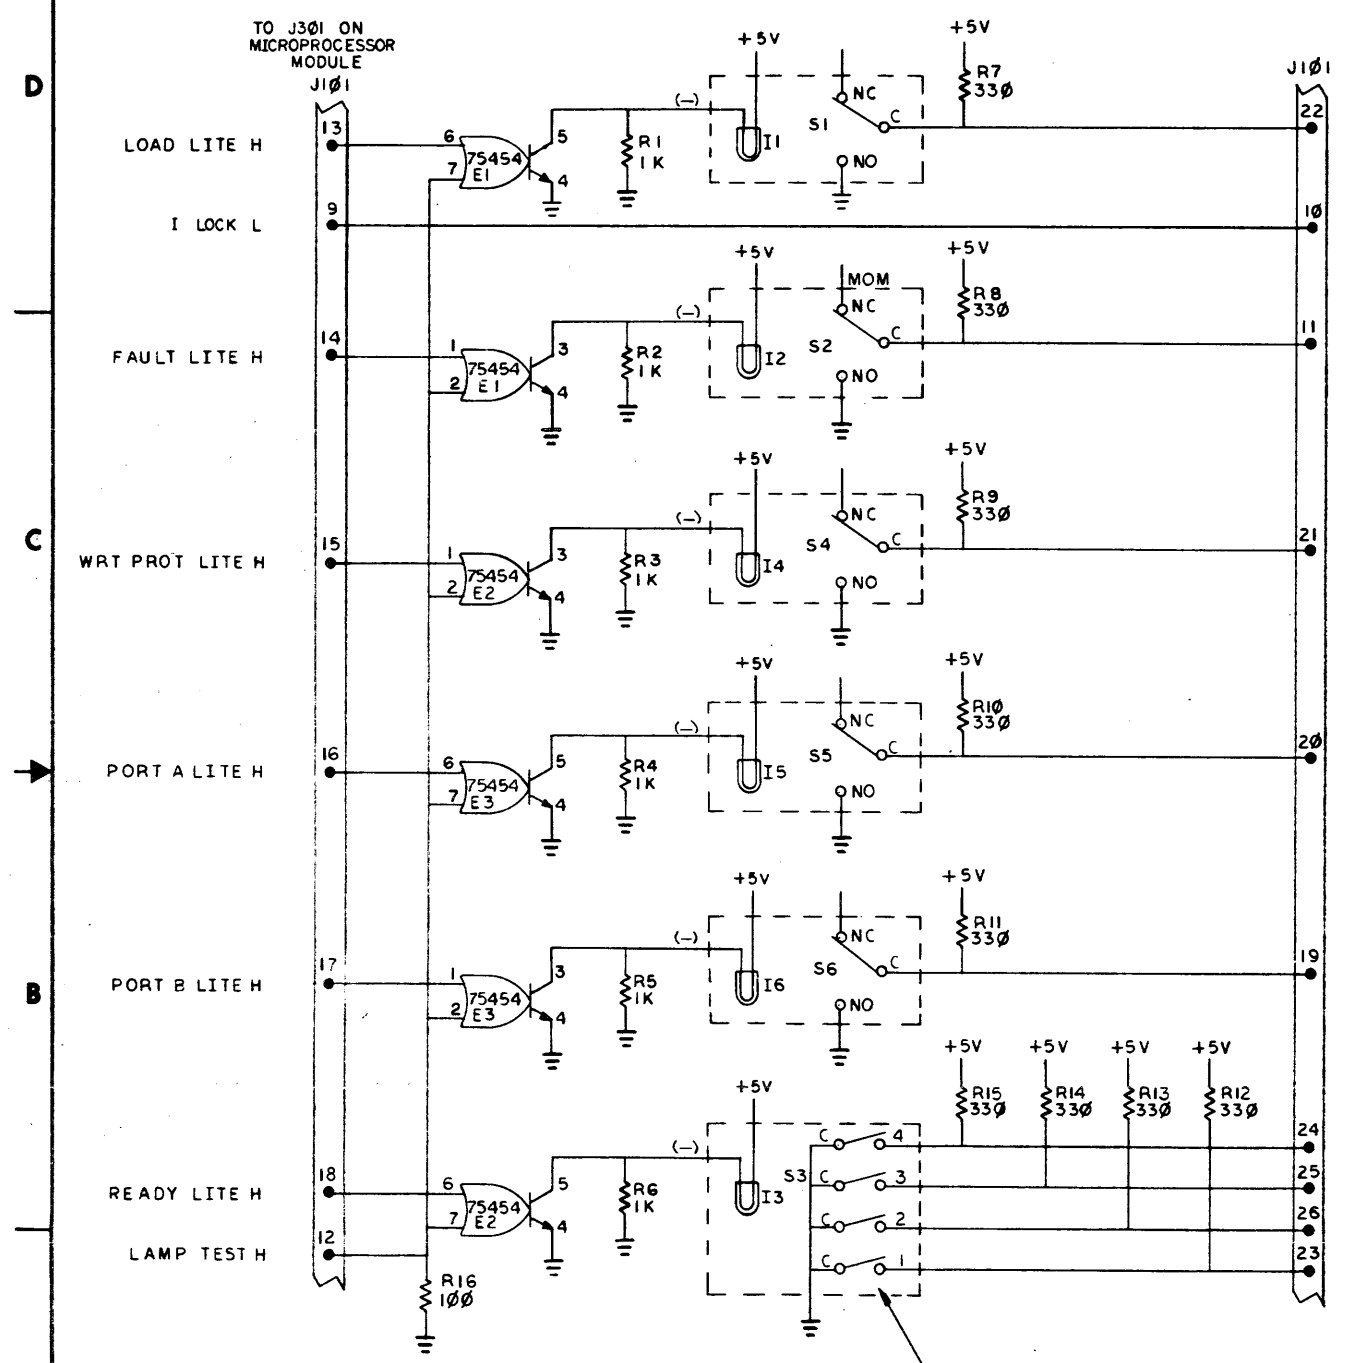 TO J3Ø1 ON
MICROPROCESSOR
MODULE
J1Ø1
J1Ø1
D
C
B
+5V
+5V
R7
33Ø
13
LOAD LITE H
6
7
75454
E1
5
4
R1
1K
(–)
I1
S1
NC
C
NO
22
I LOCK L
9
1Ø
+5V
+5V
MOM
R8
33Ø
14
FAULT LITE H
1
2
75454
E1
3
4
R2
1K
(–)
I2
S2
NC
C
NO
11
+5V
+5V
R9
33Ø
15
WRT PROT LITE H
1
2
75454
E2
3
4
R3
1K
(–)
I4
S4
NC
C
NO
21
+5V
+5V
R1Ø
33Ø
16
PORT A LITE H
6
7
75454
E3
5
4
R4
1K
(–)
I5
S5
NC
C
NO
2Ø
+5V
+5V
R11
33Ø
17
PORT B LITE H
1
2
75454
E3
3
4
R5
1K
(–)
I6
S6
NC
C
NO
19
+5V
+5V
+5V
+5V
+5V
R15
33Ø
R14
33Ø
R13
33Ø
R12
33Ø
18
READY LITE H
6
7
75454
E2
5
4
R6
1K
(–)
I3
S3
C
4
24
C
3
25
C
2
26
C
1
23
12
LAMP TEST H
R16
1ØØ